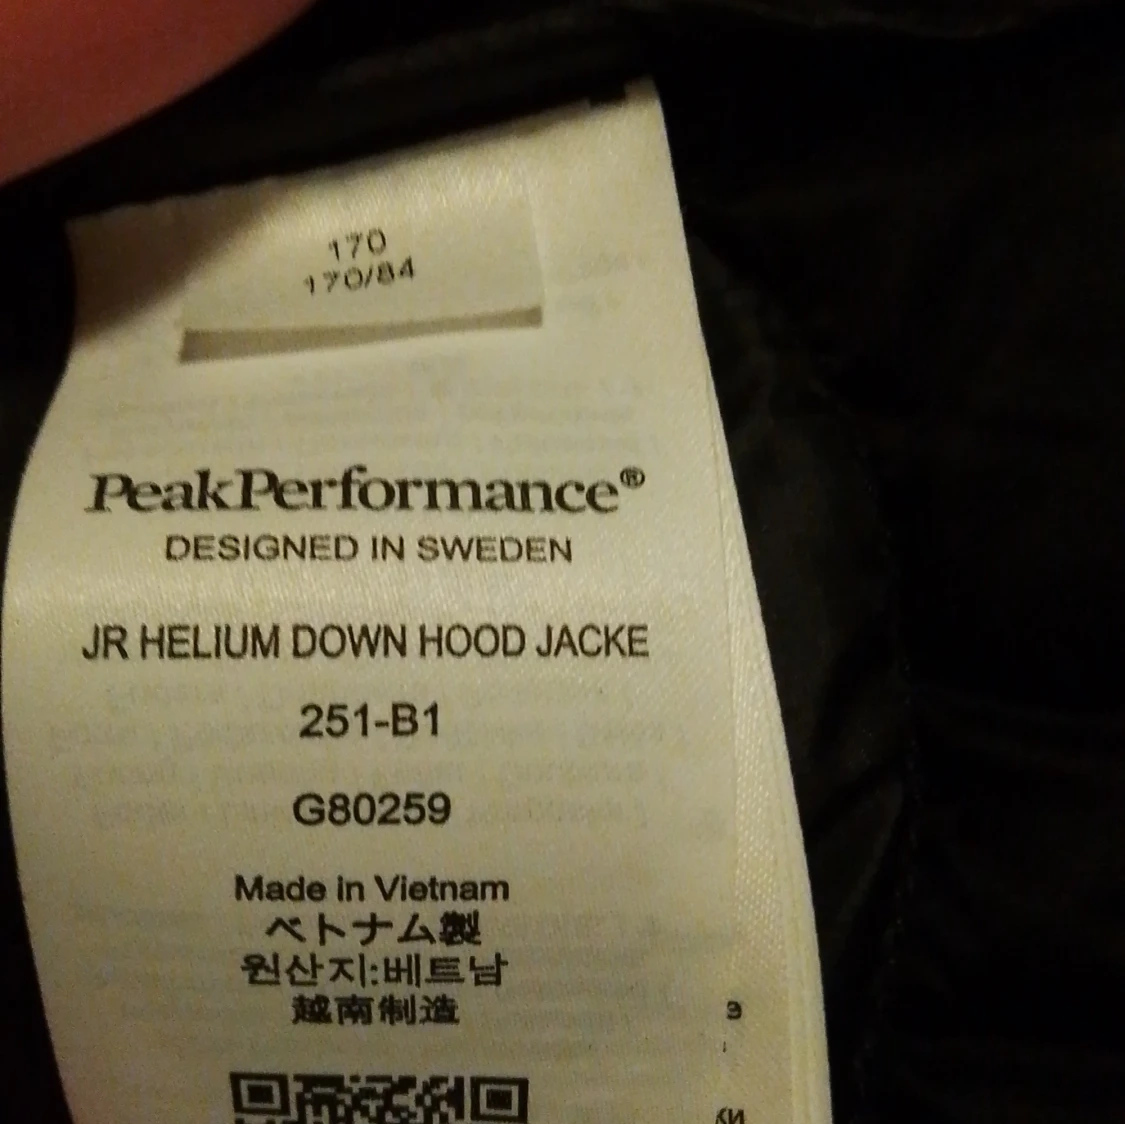 170
170/84
PeakPerformance®
DESIGNED IN SWEDEN
JR HELIUM DOWN HOOD JACKE
251-B1
G80259
Made in Vietnam
ベトナム製
원산지:베트남
越南制造